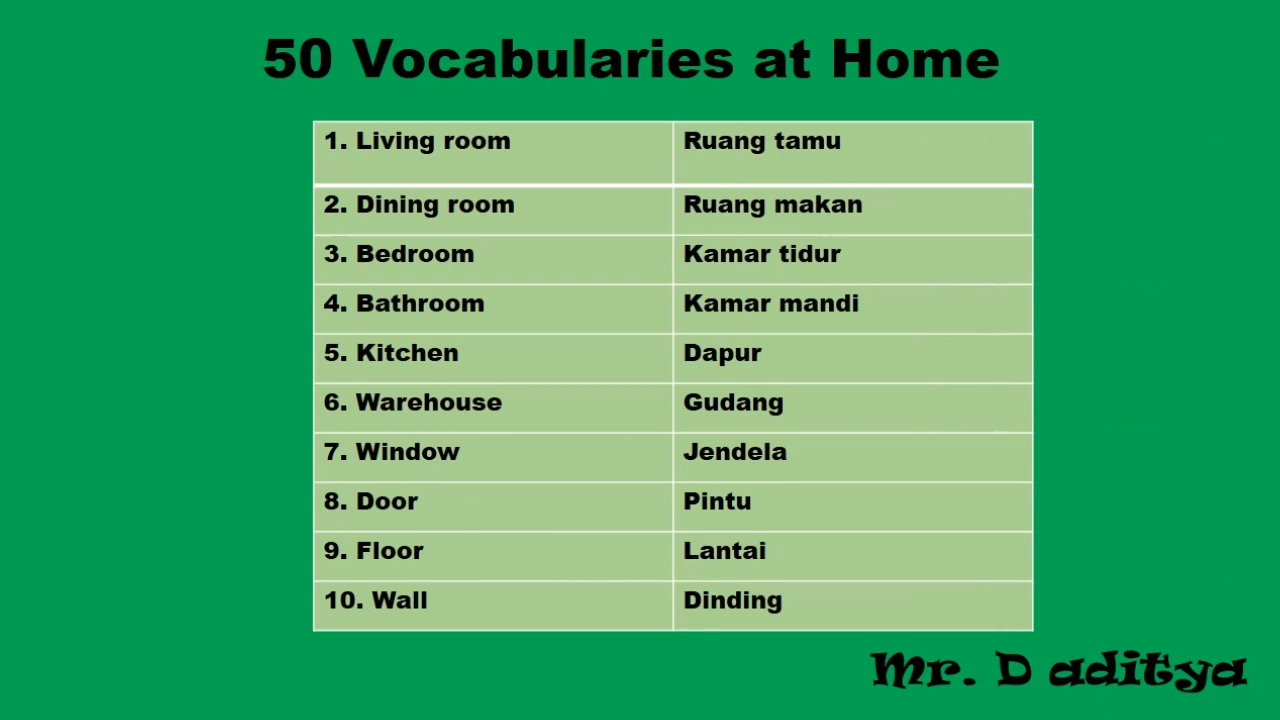 50 Vocabularies at Home
1. Living room Ruang tamu
2. Dining room Ruang makan
3. Bedroom Kamar tidur
4. Bathroom Kamar mandi
5. Kitchen Dapur
6. Warehouse Gudang
7. Window Jendela
8. Door Pintu
9. Floor Lantai
10. Wall Dinding
Mr. D aditya